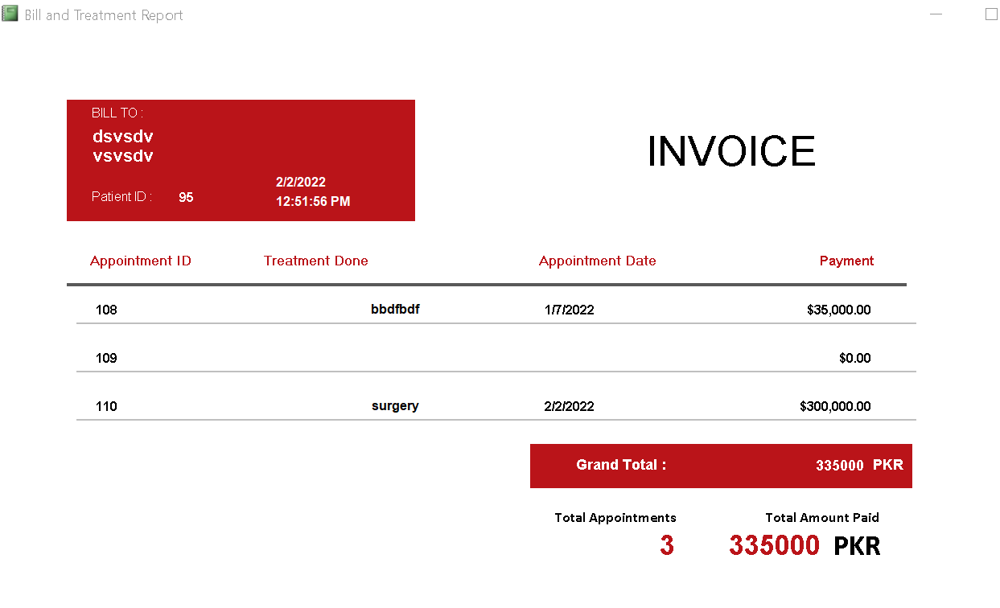 Bill and Treatment Report
BILL TO :
dsvsdv
vsvsdv
INVOICE
2/2/2022
Patient ID : 95
12:51:56 PM
Appointment ID Treatment Done Appointment Date Payment
108 bbdfbdf 1/7/2022 $35,000.00
109 $0.00
110 surgery 2/2/2022 $300,000.00
Grand Total : 335000 PKR
Total Appointments Total Amount Paid
3 335000 PKR